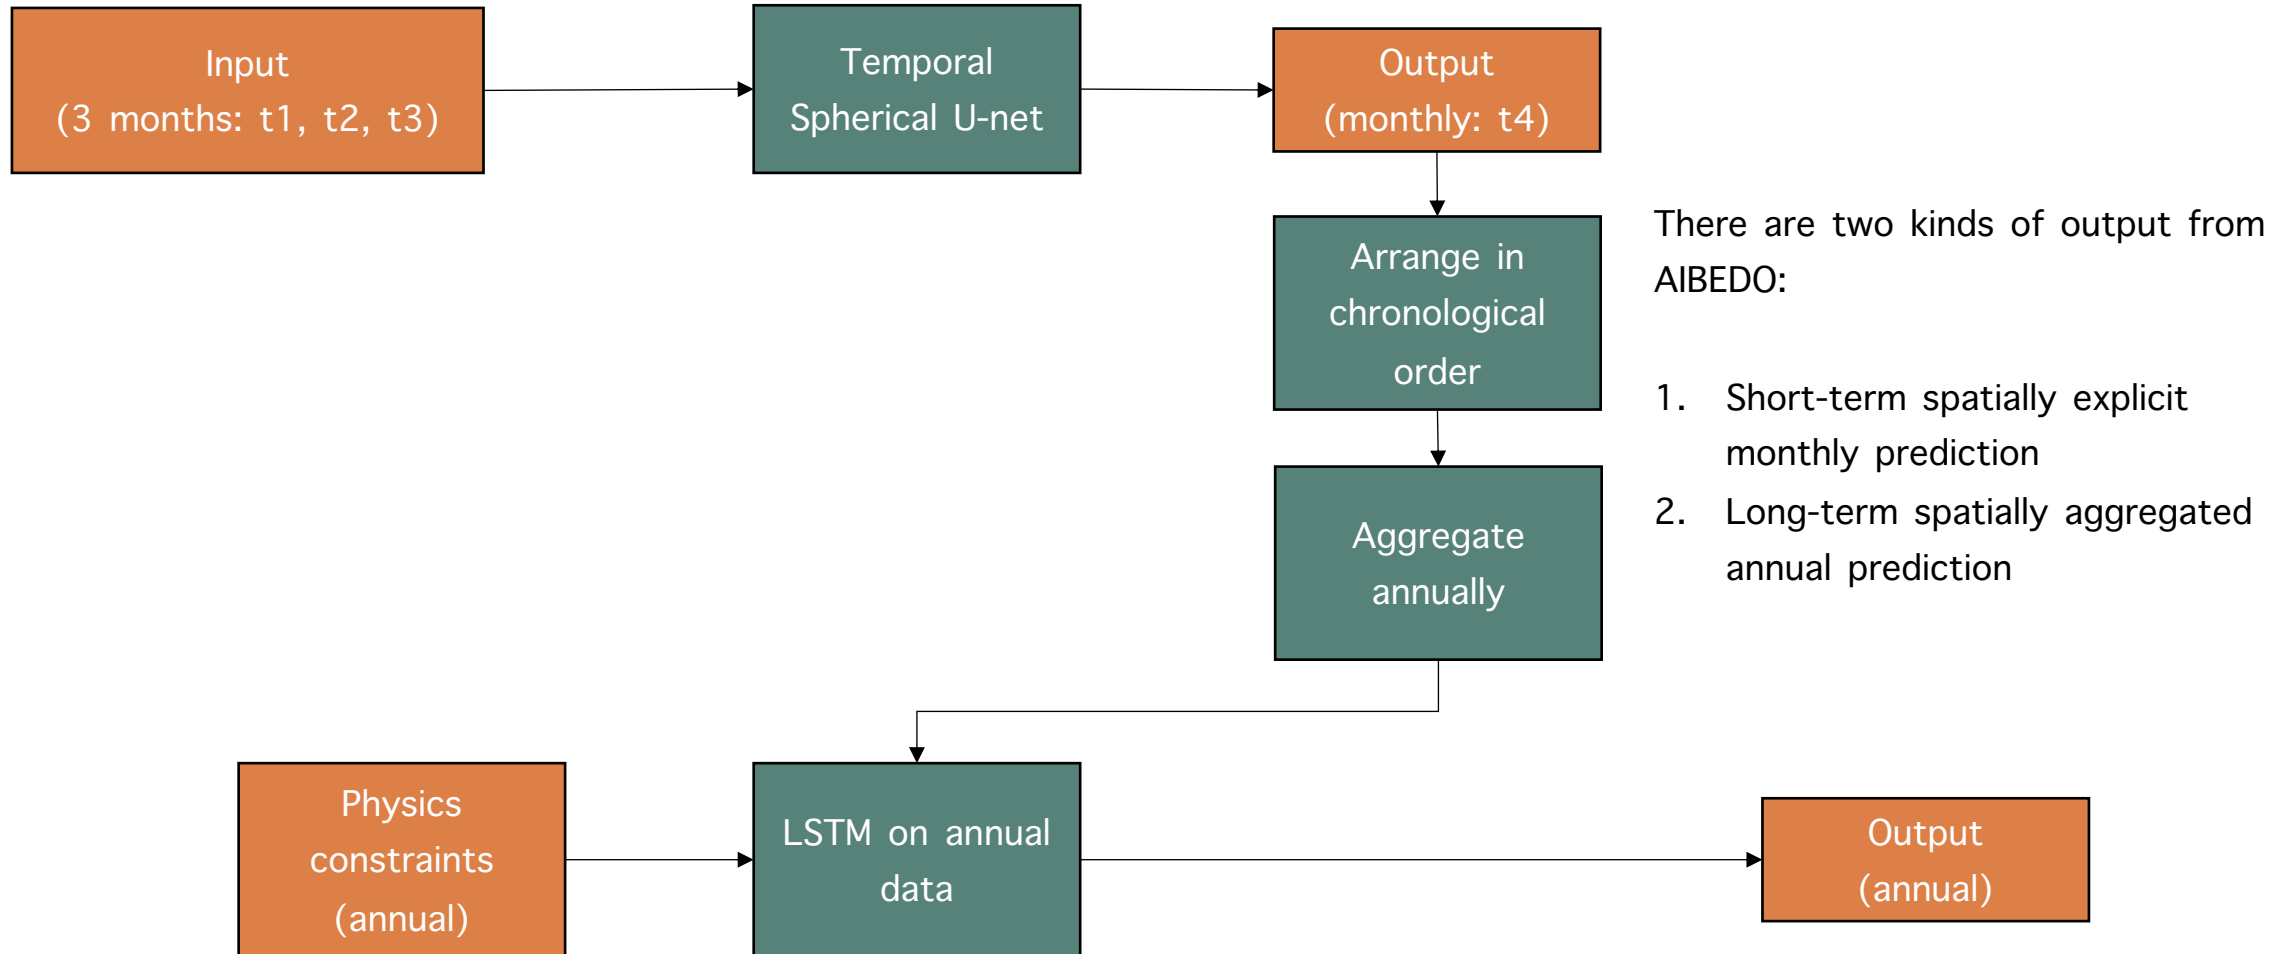 Input
(3 months: t1, t2, t3)
Temporal
Spherical U-net
Output
(monthly: t4)
Arrange in
chronological
order
Aggregate
annually
There are two kinds of output from
AIBEDO:
1. Short-term spatially explicit
monthly prediction
2. Long-term spatially aggregated
annual prediction
Physics
constraints
(annual)
LSTM on annual
data
Output
(annual)